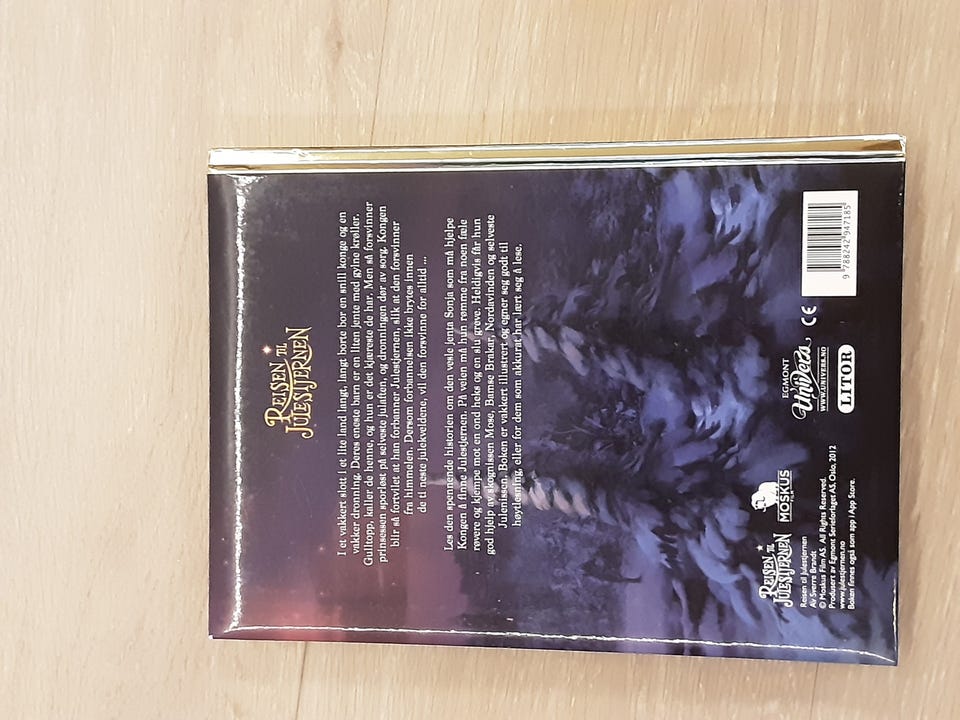 REISEN TIL
JULESTJERNEN
I et vakkert slott i et lite land langt, langt borte bor en snill konge og en
vakker dronning. Deres eneste barn er en liten jente med gylne krøller.
Gulltopp, kaller de henne, og hun er det kjæreste de har. Men så forsvinner
prinsessen sporløst på selveste julaften, og dronningen dør av sorg. Kongen
blir så fortvilet at han forbanner Julestjernen, slik at den forsvinner
fra himmelen. Dersom forbannelsen ikke brytes innen
de ti neste julekveldene, vil den forsvinne for alltid ...
Les den spennende historien om den vesle jenta Sonja som må hjelpe
Kongen å finne Julestjernen. På veien må hun rømme fra noen fæle
røvere og kjempe mot en ond heks og en slu greve. Heldigvis får hun
god hjelp av skognissen Mose, Bamse Brakar, Nordavinden og selveste
Julenissen. Boken er vakkert illustrert og egner seg godt til
høytlesning, eller for dem som akkurat har lært seg å lese.
REISEN TIL
JULESTJERNEN
MOSKUS
FILM
Reisen til Julestjernen
Av Sverre Brandt
© Moskus Film AS. All Rights Reserved.
Produsert av Egmont Serieforlaget AS, Oslo, 2012
www.julestjernen.no
Boken finnes også som app i App Store.
EGMONT
Univers
WWW.UNIVERS.NO
LITOR
CE
9 788242 947185